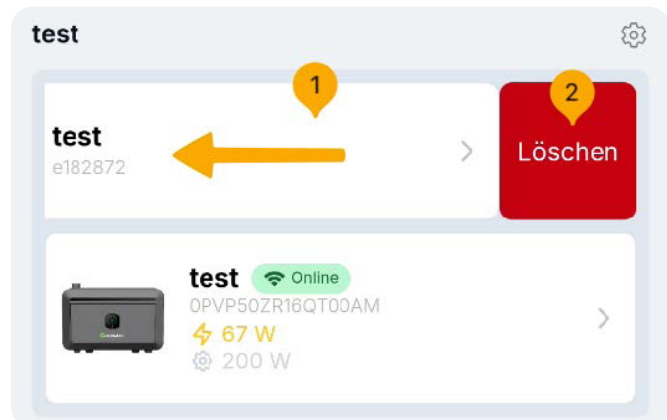 test
1
2
test
e182872
Löschen
test Online
0PVP50ZR16QT00AM
67 W
200 W